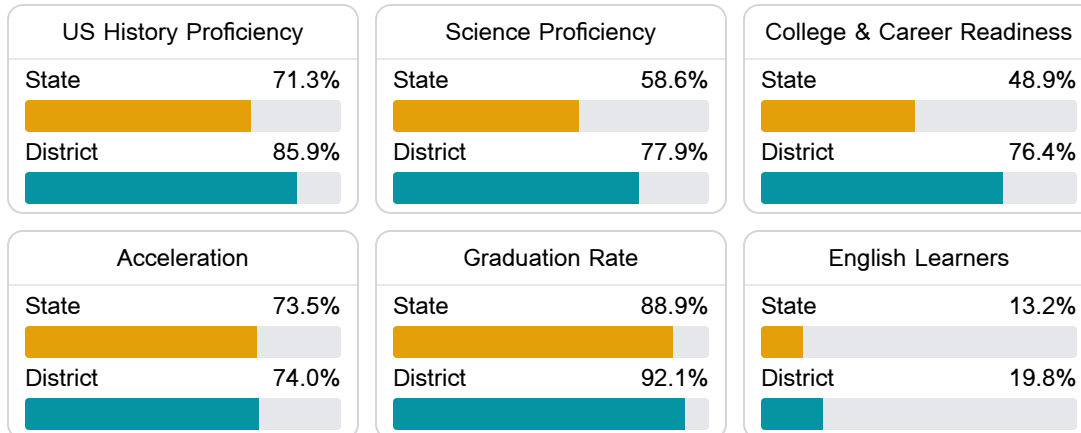 US History Proficiency
State 71.3%
District 85.9%
Science Proficiency
State 58.6%
District 77.9%
College & Career Readiness
State 48.9%
District 76.4%
Acceleration
State 73.5%
District 74.0%
Graduation Rate
State 88.9%
District 92.1%
English Learners
State 13.2%
District 19.8%